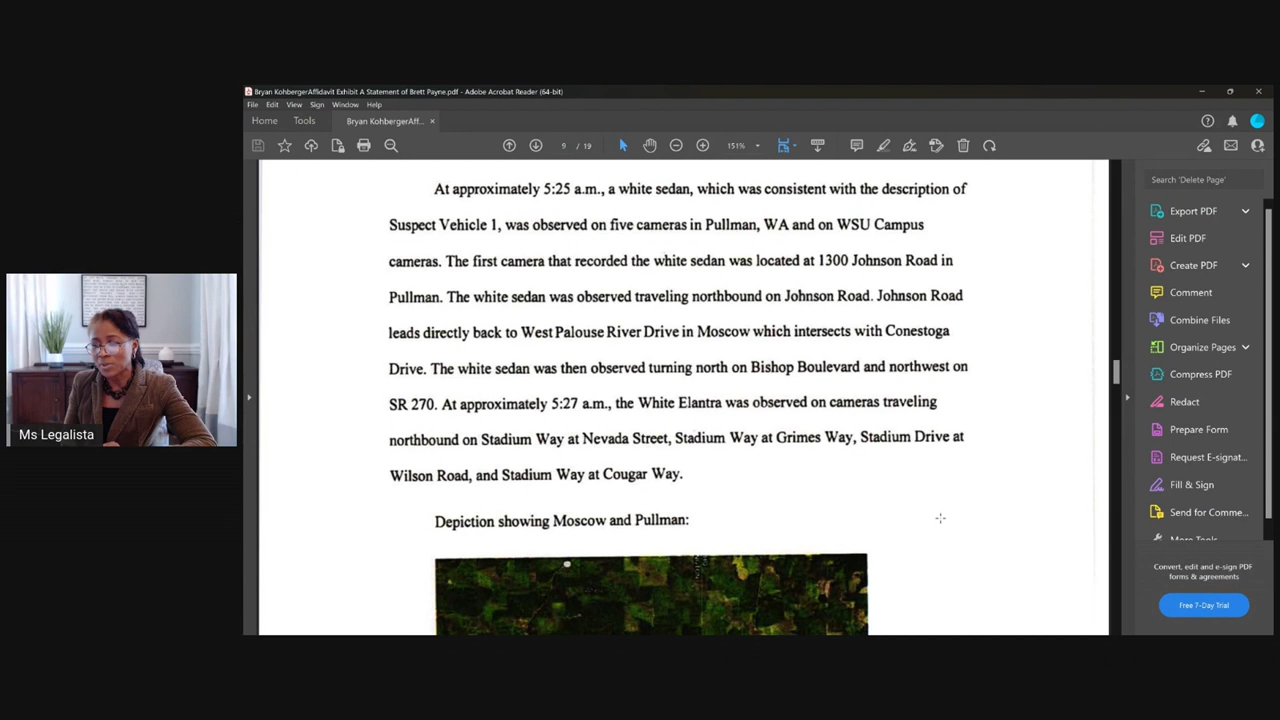 Bryan KohbergerAffidavit Exhibit A Statement of Brett Payne.pdf - Adobe Acrobat Reader (64-bit)
File Edit View Sign Window Help
Home Tools Bryan KohbergerAff... ×
9 / 19 151%
Search 'Delete Page'
Export PDF
Edit PDF
Create PDF
Comment
Combine Files
Organize Pages
Compress PDF
Redact
Prepare Form
Request E-signat...
Fill & Sign
Send for Comme...
More Tools
Convert, edit and e-sign PDF
forms & agreements
Free 7-Day Trial
At approximately 5:25 a.m., a white sedan, which was consistent with the description of
Suspect Vehicle 1, was observed on five cameras in Pullman, WA and on WSU Campus
cameras. The first camera that recorded the white sedan was located at 1300 Johnson Road in
Pullman. The white sedan was observed traveling northbound on Johnson Road. Johnson Road
leads directly back to West Palouse River Drive in Moscow which intersects with Conestoga
Drive. The white sedan was then observed turning north on Bishop Boulevard and northwest on
SR 270. At approximately 5:27 a.m., the White Elantra was observed on cameras traveling
northbound on Stadium Way at Nevada Street, Stadium Way at Grimes Way, Stadium Drive at
Wilson Road, and Stadium Way at Cougar Way.
Depiction showing Moscow and Pullman:
Ms Legalista